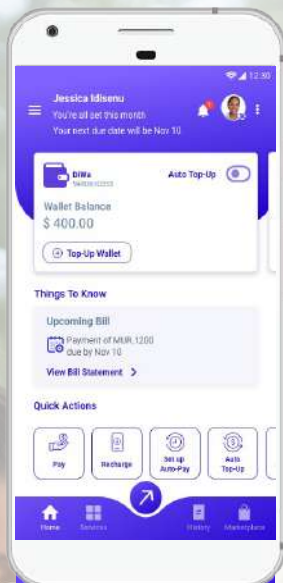 12:30
Jessica Idisenu
You're all set this month
Your next due date will be Nov 10
DiWa
Auto Top-Up
Wallet Balance
$ 400.00
Top-Up Wallet
Things To Know
Upcoming Bill
Payment of MUR 1200
due by Nov 10
View Bill Statement >
Quick Actions
Pay
Recharge
Set up
Auto-Pay
Auto
Top-Up
Home
Services
History
Marketplace